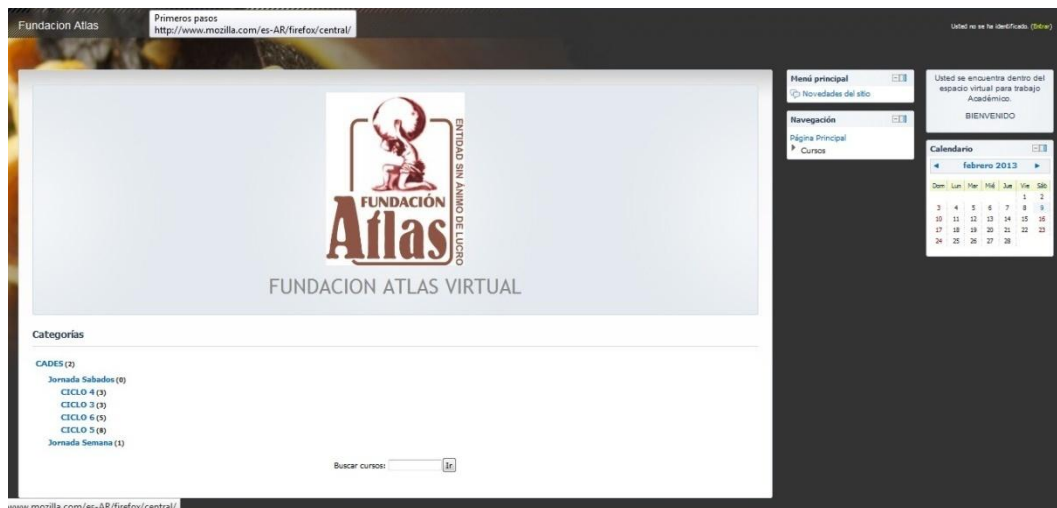 Fundacion Atlas
Primeros pasos
http://www.mozilla.com/es-AR/firefox/central/
Usted no se ha identificado. (Entrar)
FUNDACIÓN
Atlas
ENTIDAD SIN ÁNIMO DE LUCRO
FUNDACION ATLAS VIRTUAL
Categorías
CADES (2)
Jornada Sabados (0)
CICLO 4 (3)
CICLO 3 (3)
CICLO 6 (5)
CICLO 5 (8)
Jornada Semana (1)
Buscar cursos: Ir
Menú principal
Novedades del sitio
Navegación
Página Principal
Cursos
Usted se encuentra dentro del
espacio virtual para trabajo
Académico.
BIENVENIDO
Calendario
febrero 2013
Dom Lun Mar Mié Jue Vie Sáb
1 2
3 4 5 6 7 8 9
10 11 12 13 14 15 16
17 18 19 20 21 22 23
24 25 26 27 28
www.mozilla.com/es-AR/firefox/central/